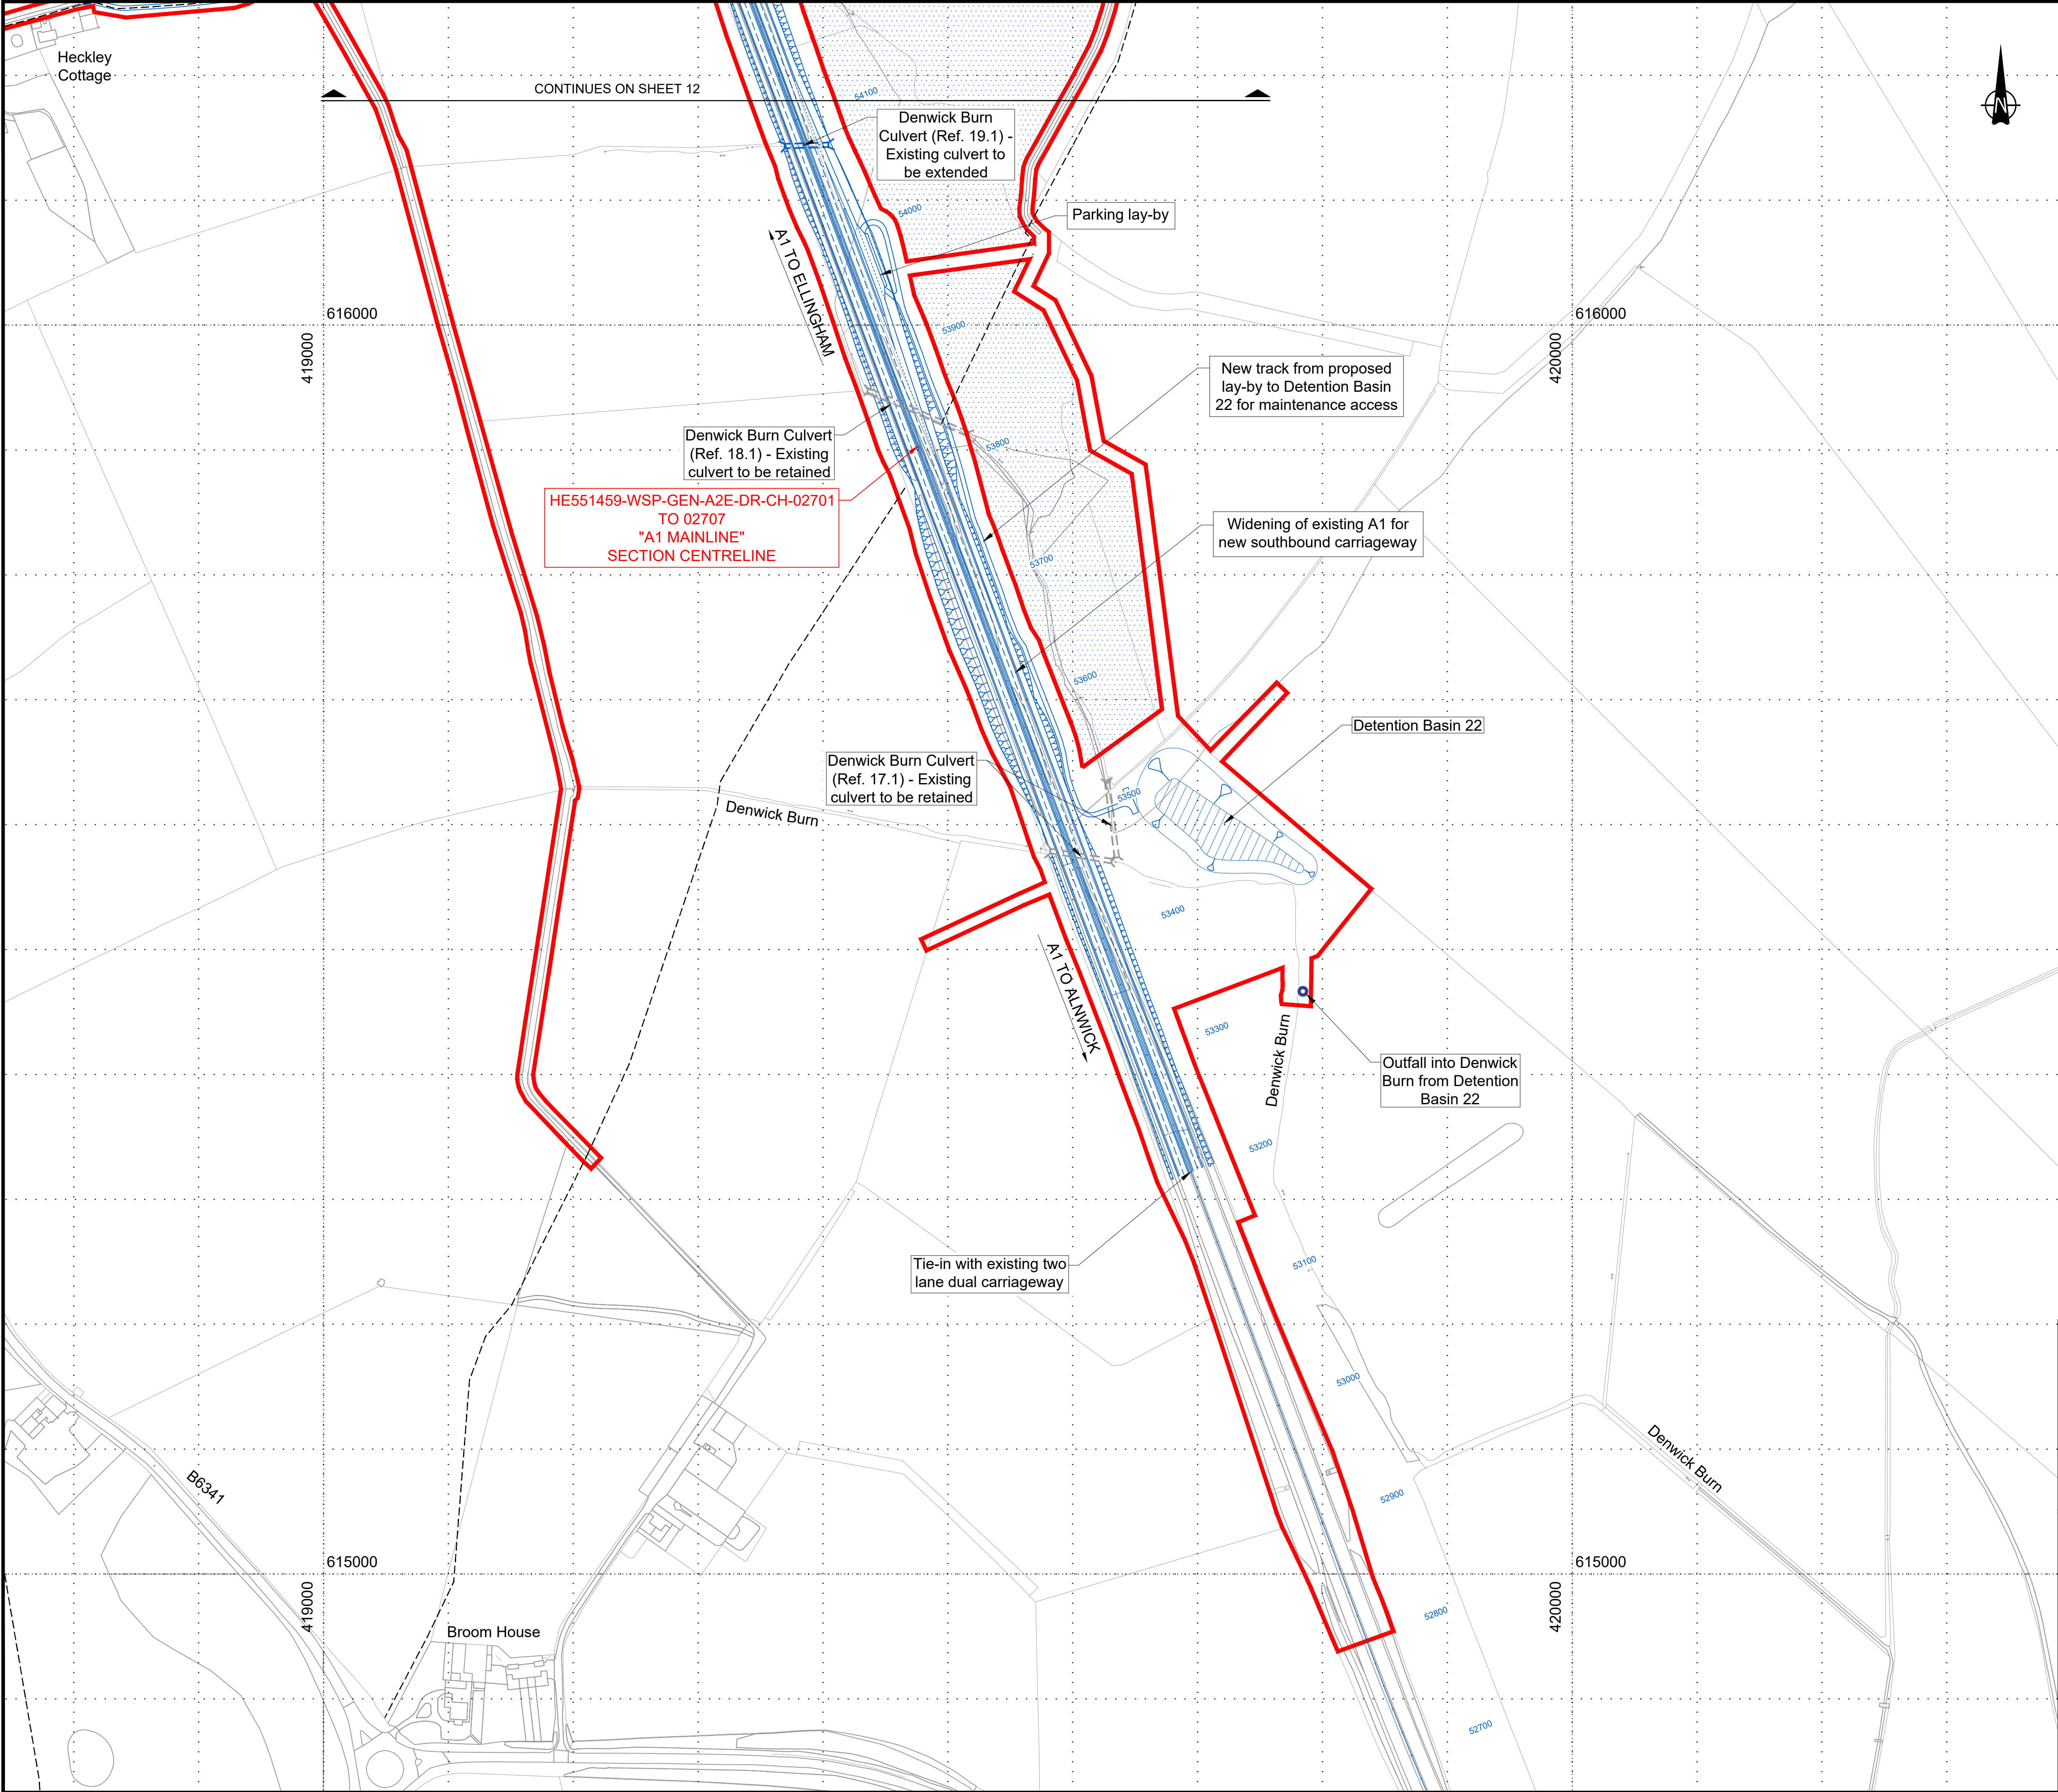 Heckley
Cottage
CONTINUES ON SHEET 12
N
54100
Denwick Burn
Culvert (Ref. 19.1) -
Existing culvert to
be extended
54000
Parking lay-by
A1 TO ELLINGHAM
616000
419000
53900
616000
420000
New track from proposed
lay-by to Detention Basin
22 for maintenance access
Denwick Burn Culvert
(Ref. 18.1) - Existing
culvert to be retained
53800
HE551459-WSP-GEN-A2E-DR-CH-02701
TO 02707
"A1 MAINLINE"
SECTION CENTRELINE
Widening of existing A1 for
new southbound carriageway
53700
53600
Detention Basin 22
Denwick Burn Culvert
(Ref. 17.1) - Existing
culvert to be retained
53500
Denwick Burn
53400
A1 TO ALNWICK
53300
Denwick Burn
Outfall into Denwick
Burn from Detention
Basin 22
53200
Tie-in with existing two
lane dual carriageway
53100
53000
Denwick Burn
B6341
52900
615000
419000
615000
420000
52800
Broom House
52700